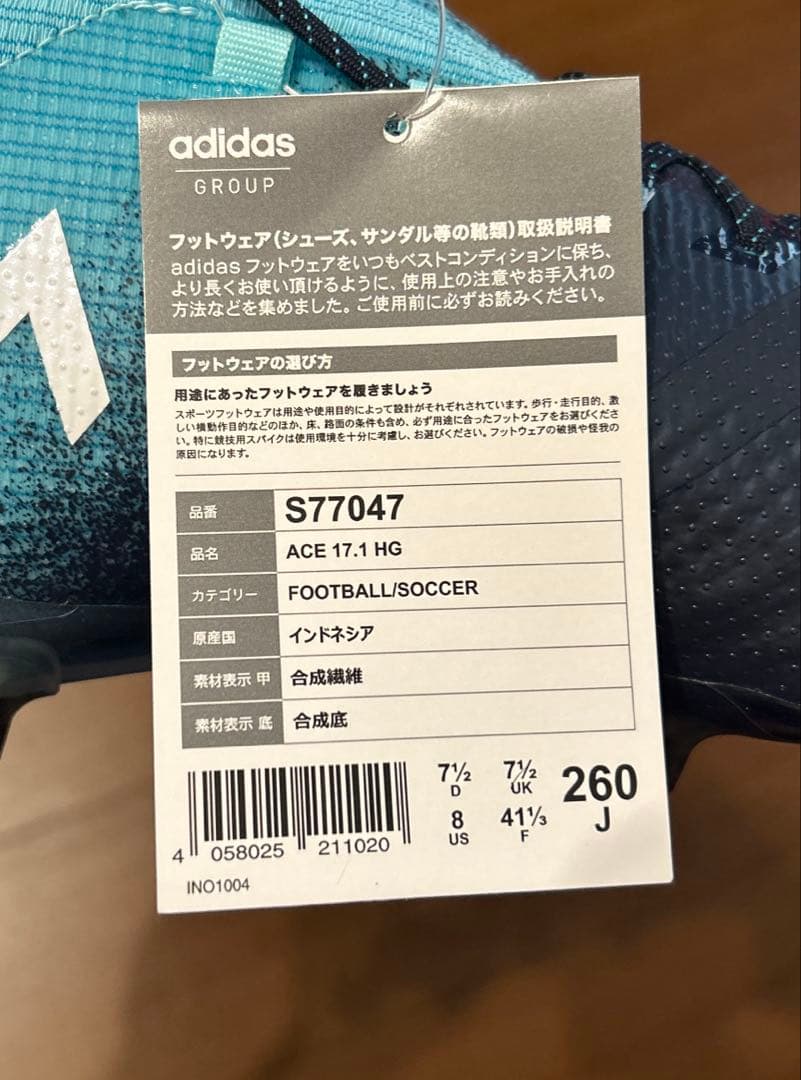 adidas
GROUP
フットウェア(シューズ、サンダル等の靴類)取扱説明書
adidas フットウェアをいつもベストコンディションに保ち、
より長くお使い頂けるように、使用上の注意やお手入れの
方法などを集めました。ご使用前に必ずお読みください。
フットウェアの選び方
用途にあったフットウェアを履きましょう
スポーツフットウェアは用途や使用目的によって設計がそれぞれされています。歩行・走行目的、激
しい横動作目的などのほか、床、路面の条件も含め、必ず用途に合ったフットウェアをお選びくださ
い。特に競技用スパイクは使用環境を十分に考慮し、お選びください。フットウェアの破損や怪我の
原因になります。
品番 S77047
品名 ACE 17.1 HG
カテゴリー FOOTBALL/SOCCER
原産国 インドネシア
素材表示 甲 合成繊維
素材表示 底 合成底
7½ 7½ 260
D UK J
8 41⅓
US F
4 058025 211020
INO1004